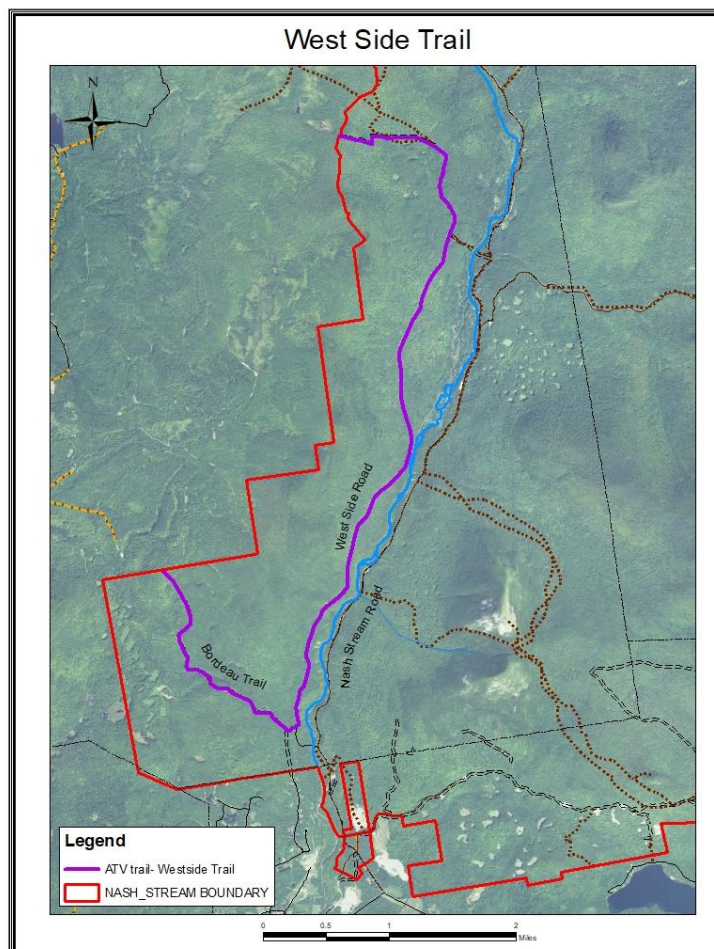 West Side Trail
N
West Side Road
Nash Stream Road
Bordeau Trail
Legend
ATV trail- Westside Trail
NASH_STREAM BOUNDARY
0 0.5 1 2
Miles